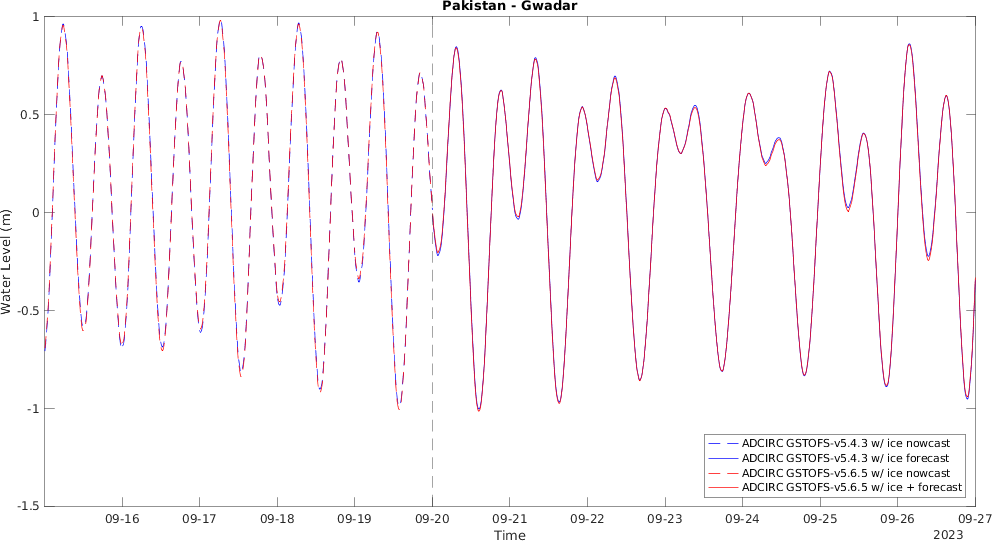 Pakistan - Gwadar
1
0.5
0
-0.5
-1
-1.5
Water Level (m)
09-16
09-17
09-18
09-19
09-20
09-21
09-22
09-23
09-24
09-25
09-26
09-27
Time
2023
ADCIRC GSTOFS-v5.4.3 w/ ice nowcast
ADCIRC GSTOFS-v5.4.3 w/ ice forecast
ADCIRC GSTOFS-v5.6.5 w/ ice nowcast
ADCIRC GSTOFS-v5.6.5 w/ ice + forecast